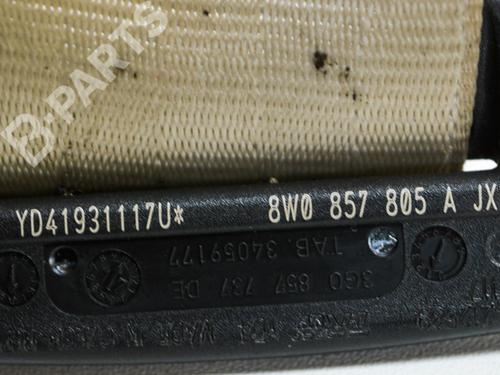 B-PARTS
YD41931117U*
8W0 857 805 A JX
TAB. 34059177
3G0 857 737 DE